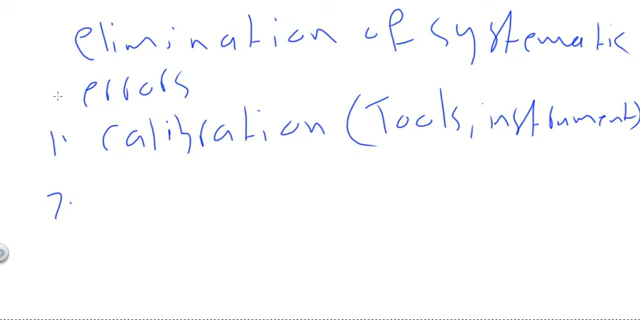 elimination of systematic
errors
1. calibration (Tools, instrument)
2.